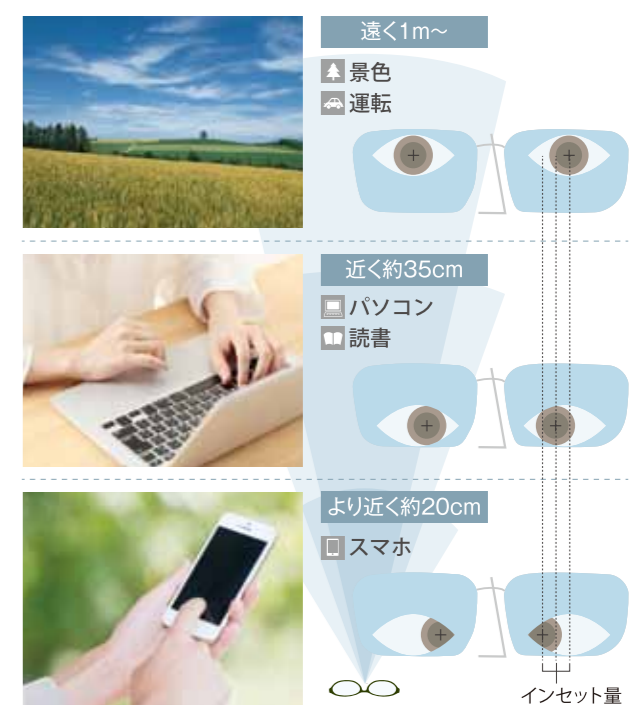 遠く1m～
景色
運転
近く約35cm
パソコン
読書
より近く約20cm
スマホ
インセット量